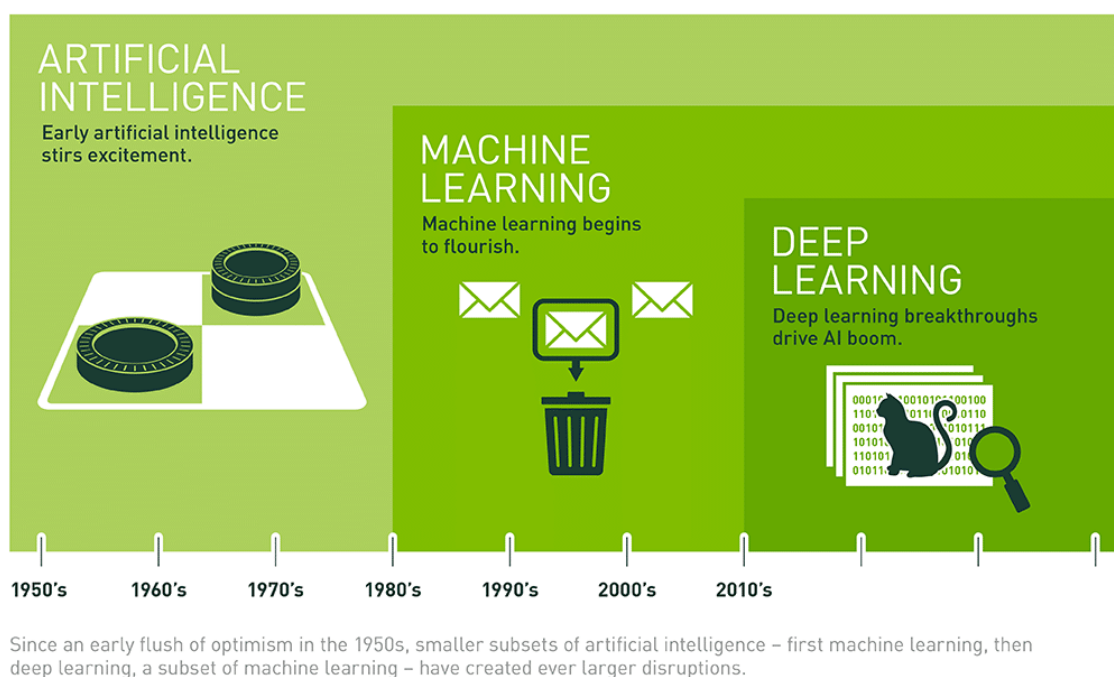 ARTIFICIAL
INTELLIGENCE
Early artificial intelligence
stirs excitement.
MACHINE
LEARNING
Machine learning begins
to flourish.
DEEP
LEARNING
Deep learning breakthroughs
drive AI boom.
1950's
1960's
1970's
1980's
1990's
2000's
2010's
Since an early flush of optimism in the 1950s, smaller subsets of artificial intelligence – first machine learning, then
deep learning, a subset of machine learning – have created ever larger disruptions.